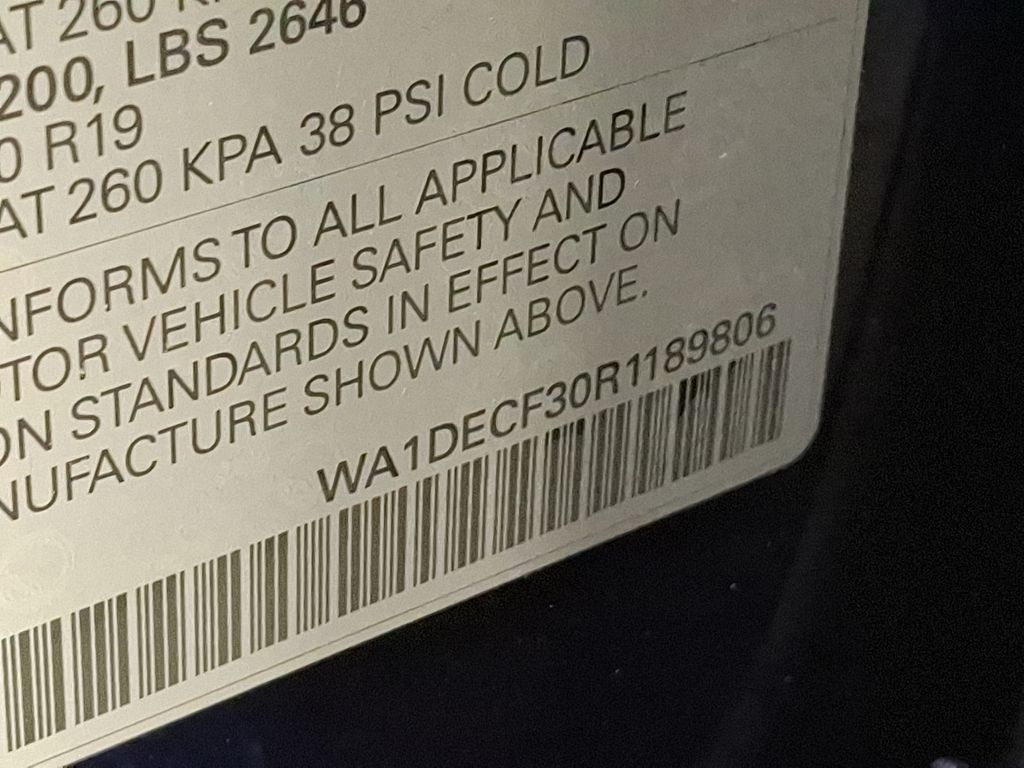 AT 260 K
200, LBS 2646
0 R19
AT 260 KPA 38 PSI COLD
NFORMS TO ALL APPLICABLE
TOR VEHICLE SAFETY AND
ON STANDARDS IN EFFECT ON
NUFACTURE SHOWN ABOVE.
WA1DECF30R1189806